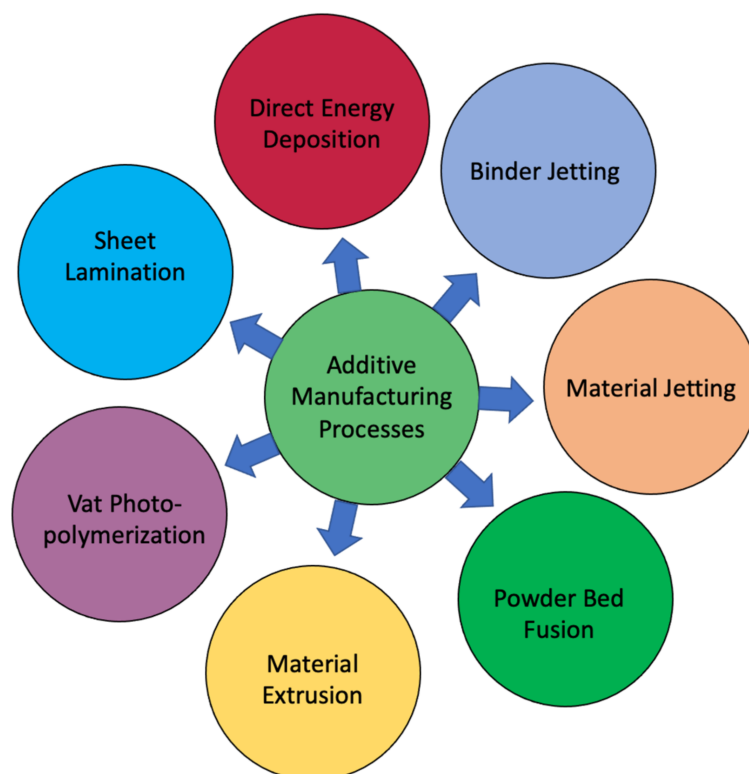 Direct Energy
Deposition
Binder Jetting
Sheet
Lamination
Additive
Manufacturing
Processes
Material Jetting
Vat Photo-
polymerization
Powder Bed
Fusion
Material
Extrusion